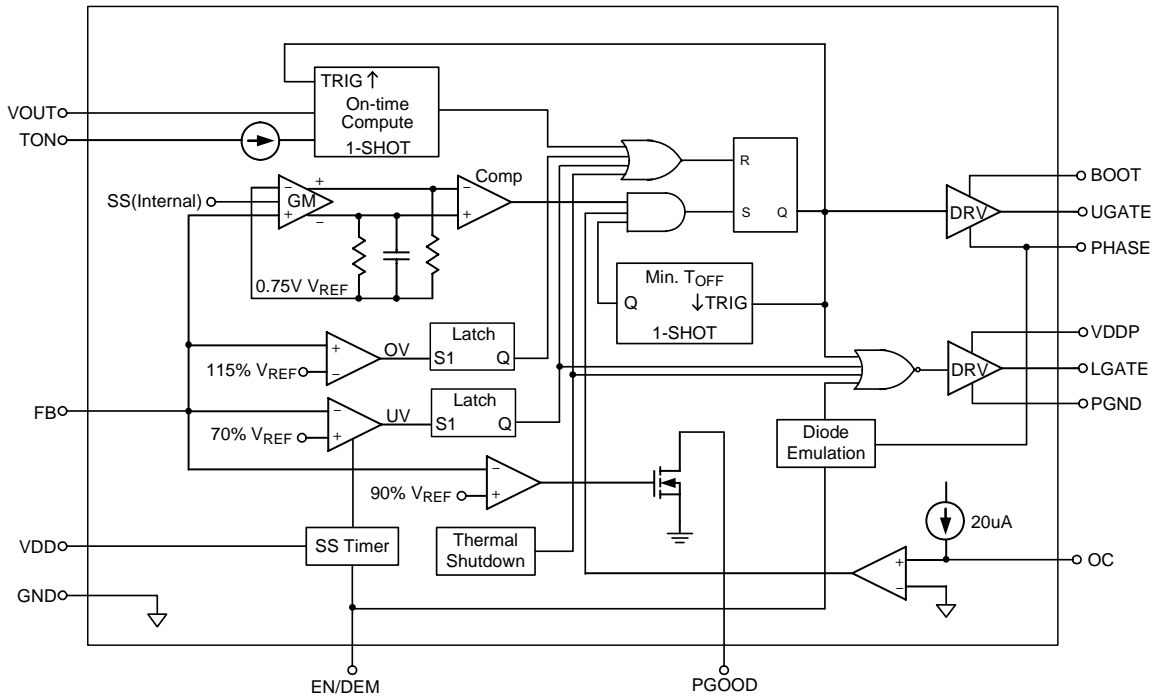 TRIG ↑
On-time
Compute
1-SHOT
VOUT
TON
SS(Internal)
−
+
GM
+
−
0.75V VREF
Comp
−
+
R
S
Q
DRV
BOOT
UGATE
PHASE
Min. TOFF
Q
↓TRIG
1-SHOT
+
−
115% VREF
OV
Latch
S1
Q
VDDP
DRV
LGATE
PGND
FB
−
+
70% VREF
UV
Latch
S1
Q
Diode
Emulation
−
+
90% VREF
20uA
VDD
SS Timer
Thermal
Shutdown
+
−
OC
GND
EN/DEM
PGOOD